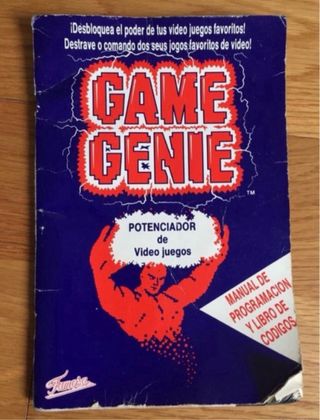 ¡Desbloquea el poder de tus video juegos favoritos!
Destrave o comando dos seus jogos favoritos de video!
GAME
GENIE
TM
POTENCIADOR
de
Video juegos
MANUAL DE
PROGRAMACION
Y LIBRO DE
CODIGOS
Famosa